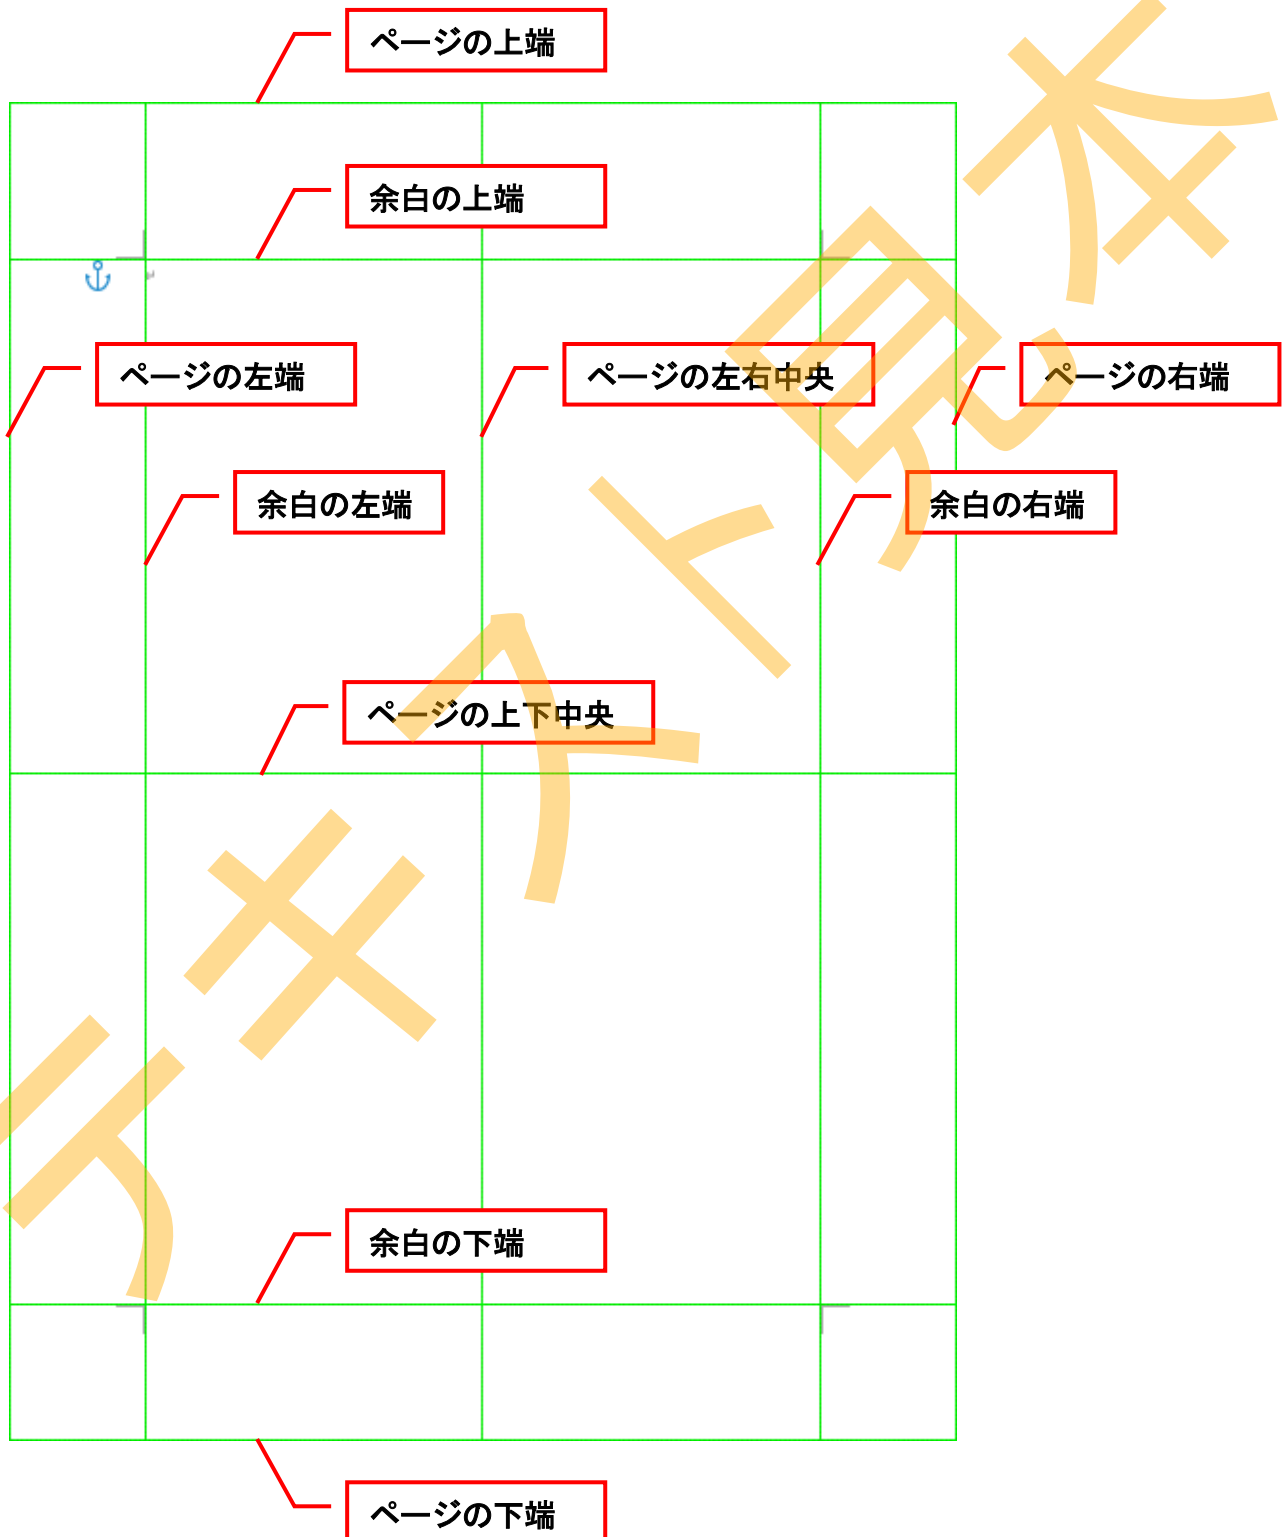 ページの上端
余白の上端
ページの左端
ページの左右中央
ページの右端
余白の左端
余白の右端
ページの上下中央
余白の下端
ページの下端
テキスト見本